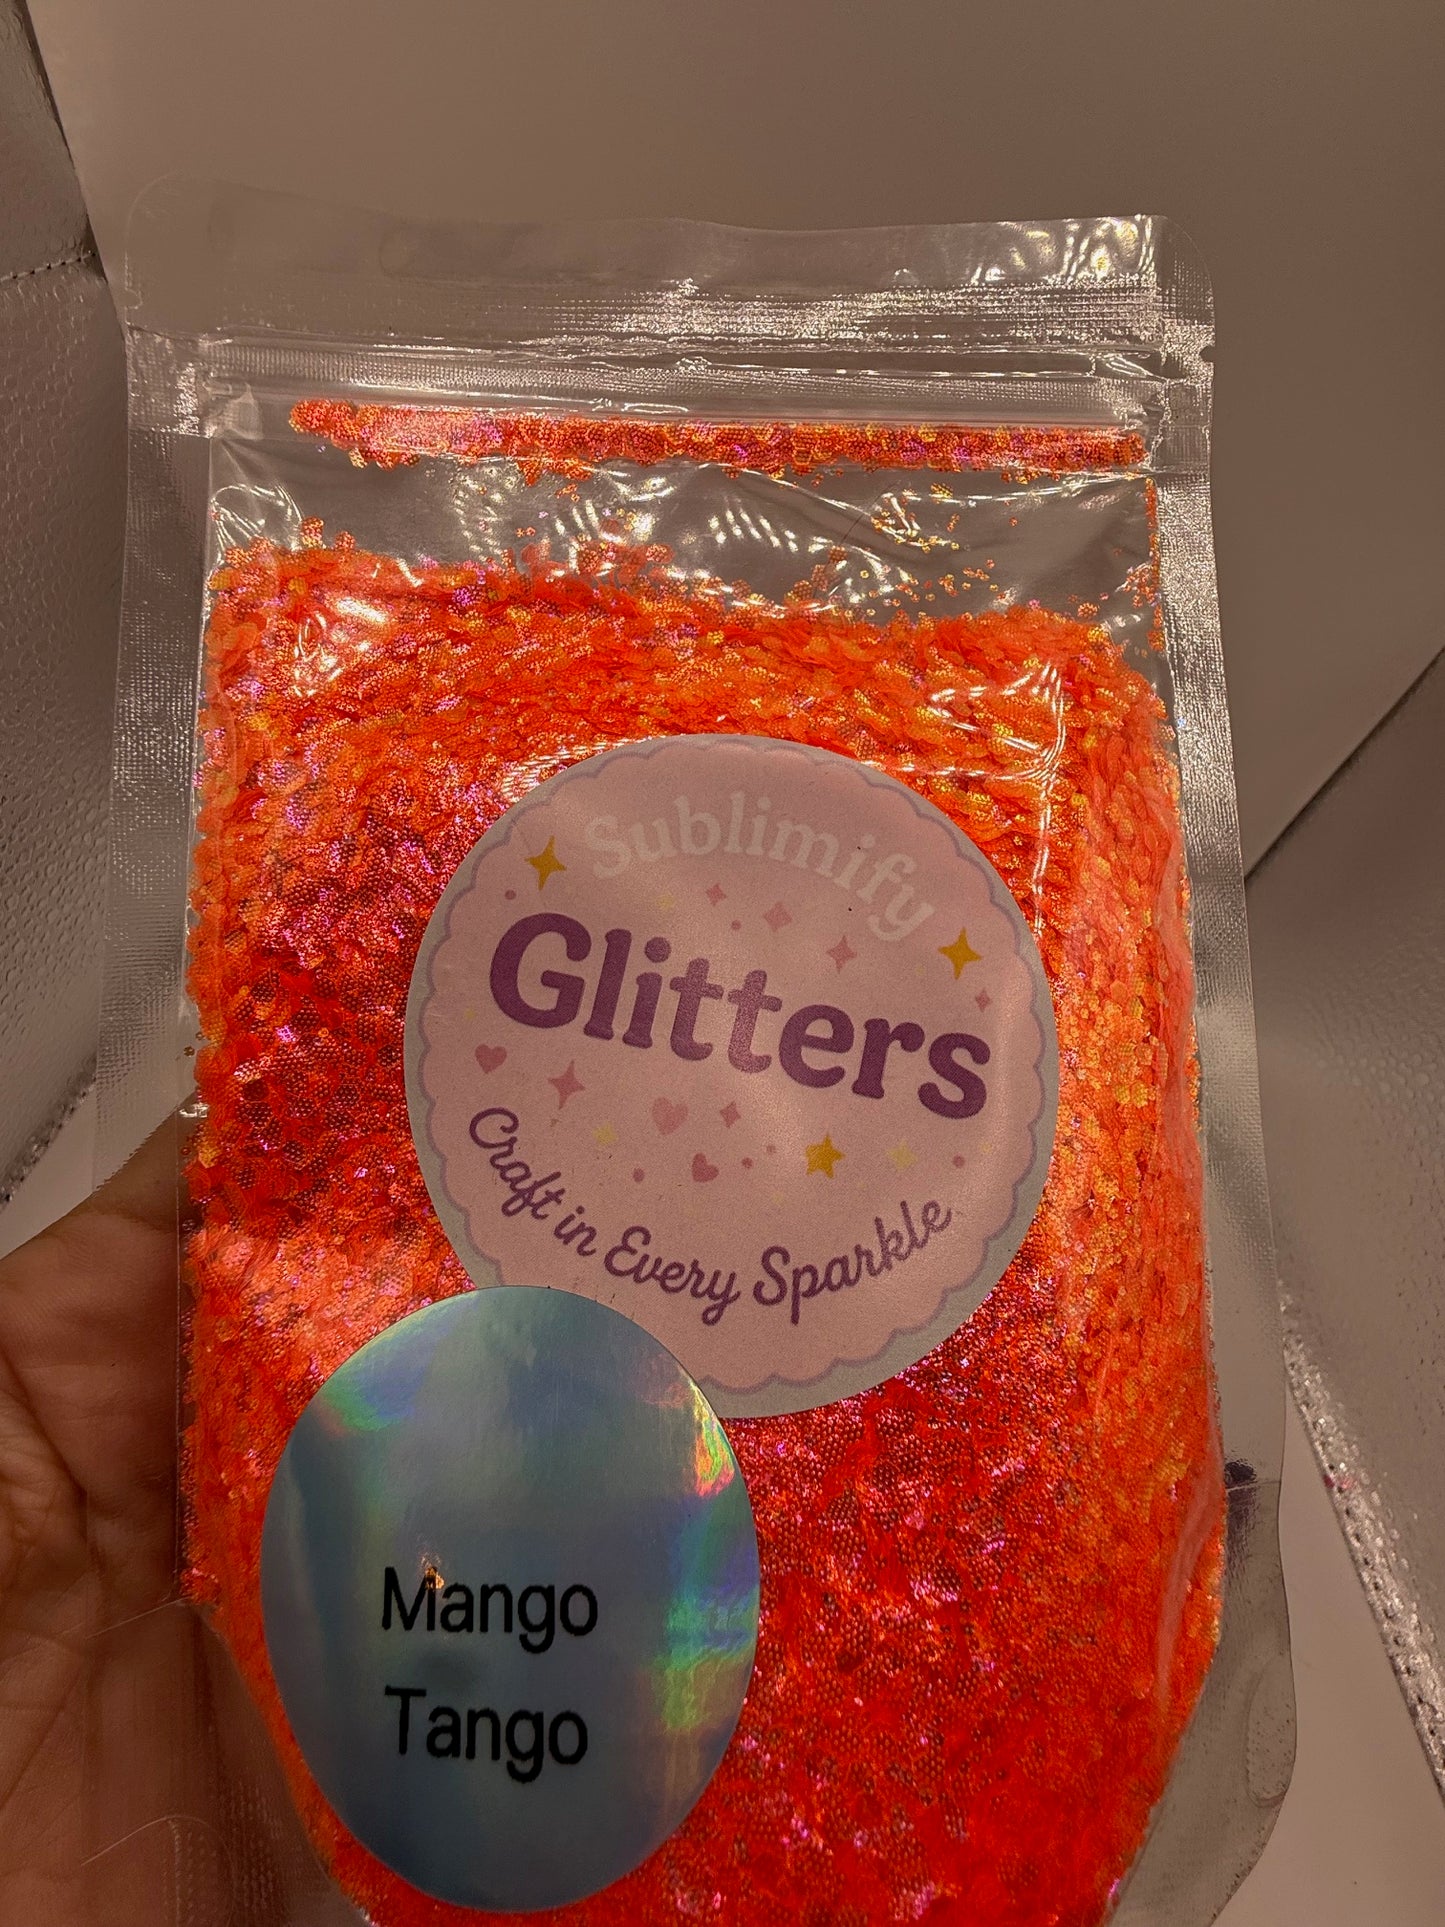 Sublimify
Glitters
Craft in Every Sparkle
Mango
Tango